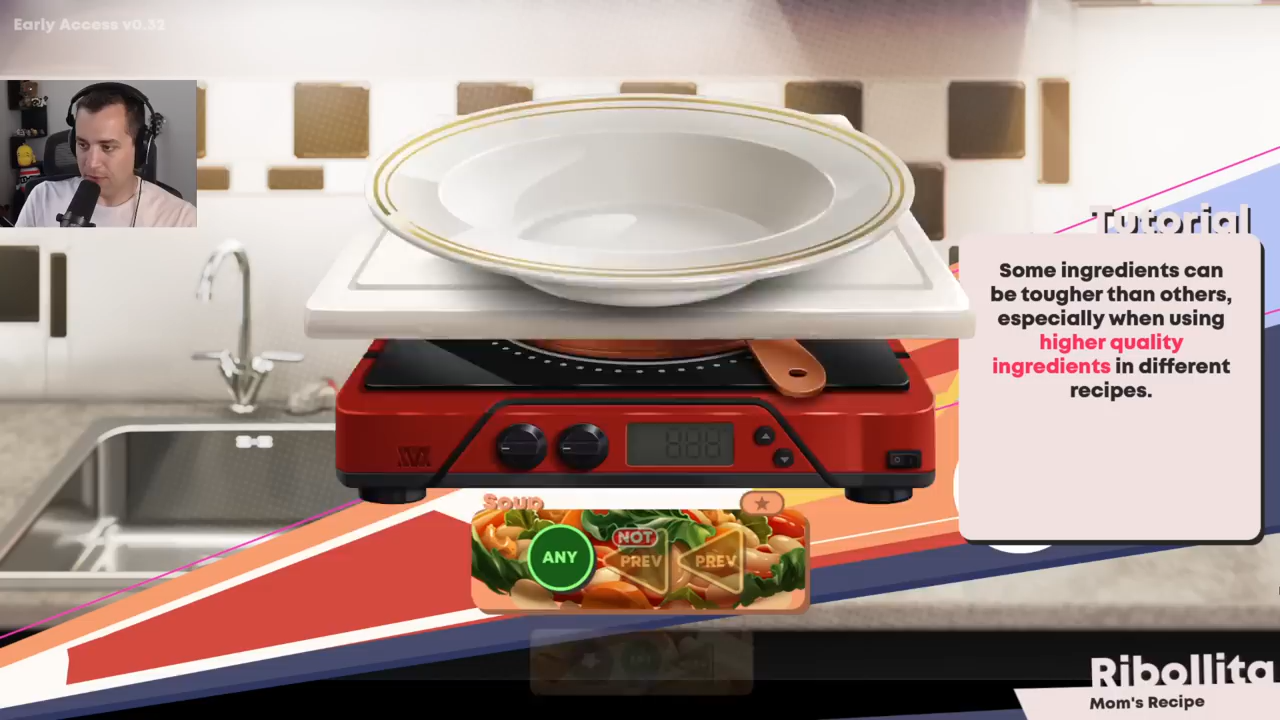 Early Access v0.32
Tutorial
Some ingredients can
be tougher than others,
especially when using
higher quality
ingredients in different
recipes.
Soup
ANY
NOT
PREV
PREV
Ribollita
Mom's Recipe